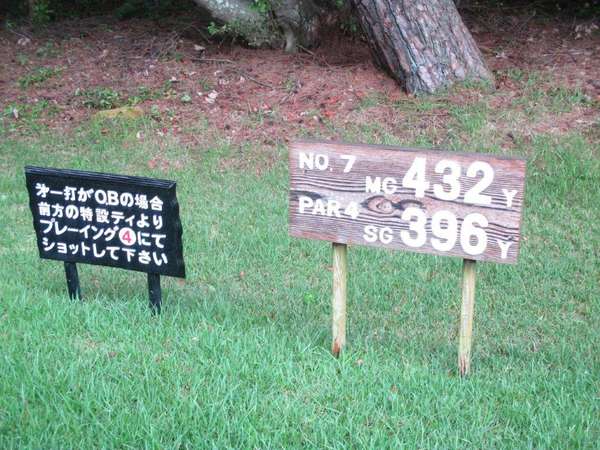 才一打がO.Bの場合
前方の特設ティより
プレーイング④にて
ショットして下さい
NO. 7 MG 432 Y
PAR 4 SG 396 Y